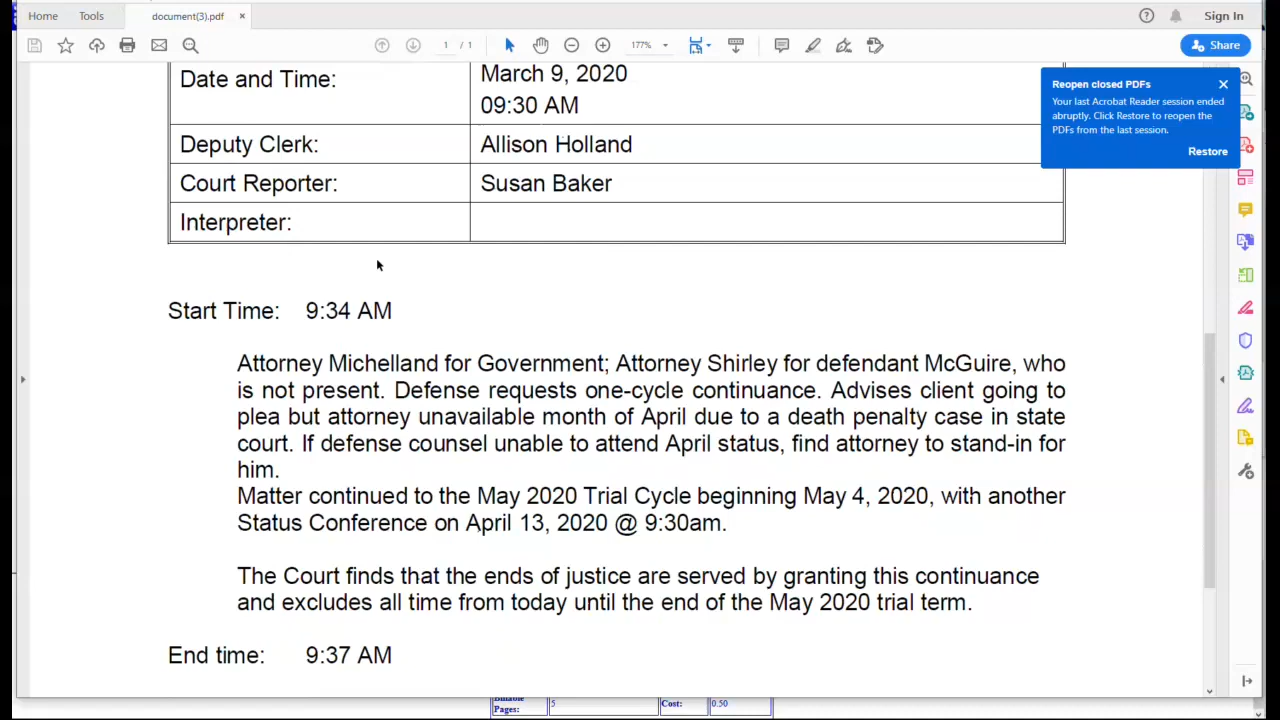 Home Tools document(3).pdf × Sign In
1 / 1 177% Share
Date and Time: March 9, 2020
09:30 AM
Deputy Clerk: Allison Holland
Court Reporter: Susan Baker
Interpreter:
Reopen closed PDFs
Your last Acrobat Reader session ended
abruptly. Click Restore to reopen the
PDFs from the last session.
Restore
Start Time: 9:34 AM
Attorney Michelland for Government; Attorney Shirley for defendant McGuire, who
is not present. Defense requests one-cycle continuance. Advises client going to
plea but attorney unavailable month of April due to a death penalty case in state
court. If defense counsel unable to attend April status, find attorney to stand-in for
him.
Matter continued to the May 2020 Trial Cycle beginning May 4, 2020, with another
Status Conference on April 13, 2020 @ 9:30am.
The Court finds that the ends of justice are served by granting this continuance
and excludes all time from today until the end of the May 2020 trial term.
End time: 9:37 AM
Billable
Pages: 5 Cost: 0.50